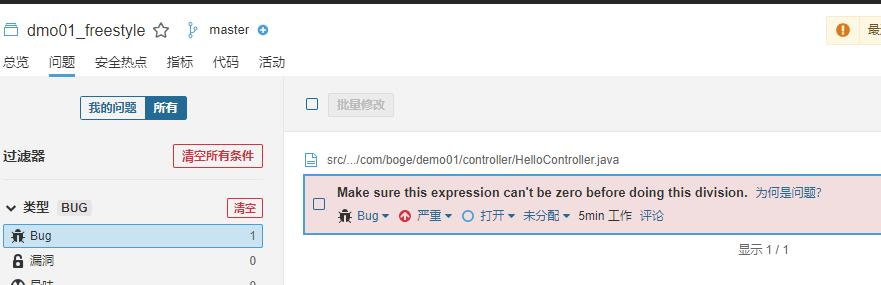 dmo01_freestyle master
最
总览 问题 安全热点 指标 代码 活动
我的问题 所有
批量修改
过滤器 清空所有条件
src/.../com/boge/demo01/controller/HelloController.java
Make sure this expression can't be zero before doing this division. 为何是问题?
类型 BUG 清空
Bug 严重 打开 未分配 5min 工作 评论
Bug 1
显示 1 / 1
漏洞 0
异味 0